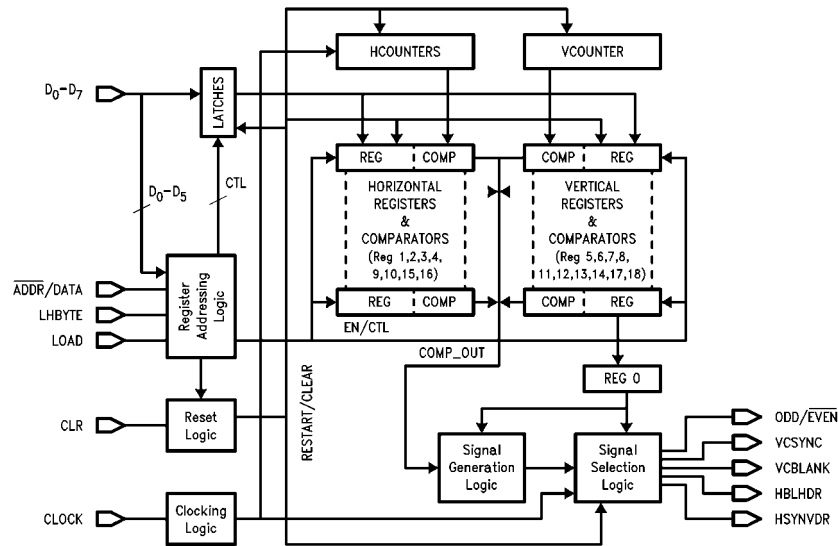 HCOUNTERS
VCOUNTER
D0–D7
LATCHES
REG
COMP
COMP
REG
D0–D5
CTL
HORIZONTAL
REGISTERS
&
COMPARATORS
(Reg 1,2,3,4,
9,10,15,16)
VERTICAL
REGISTERS
&
COMPARATORS
(Reg 5,6,7,8,
11,12,13,14,17,18)
ADDR/DATA
LHBYTE
LOAD
Register
Addressing
Logic
REG
COMP
COMP
REG
EN/CTL
COMP_OUT
REG 0
RESTART/CLEAR
CLR
Reset
Logic
Signal
Generation
Logic
Signal
Selection
Logic
ODD/EVEN
VCSYNC
VCBLANK
HBLHDR
HSYNVDR
CLOCK
Clocking
Logic